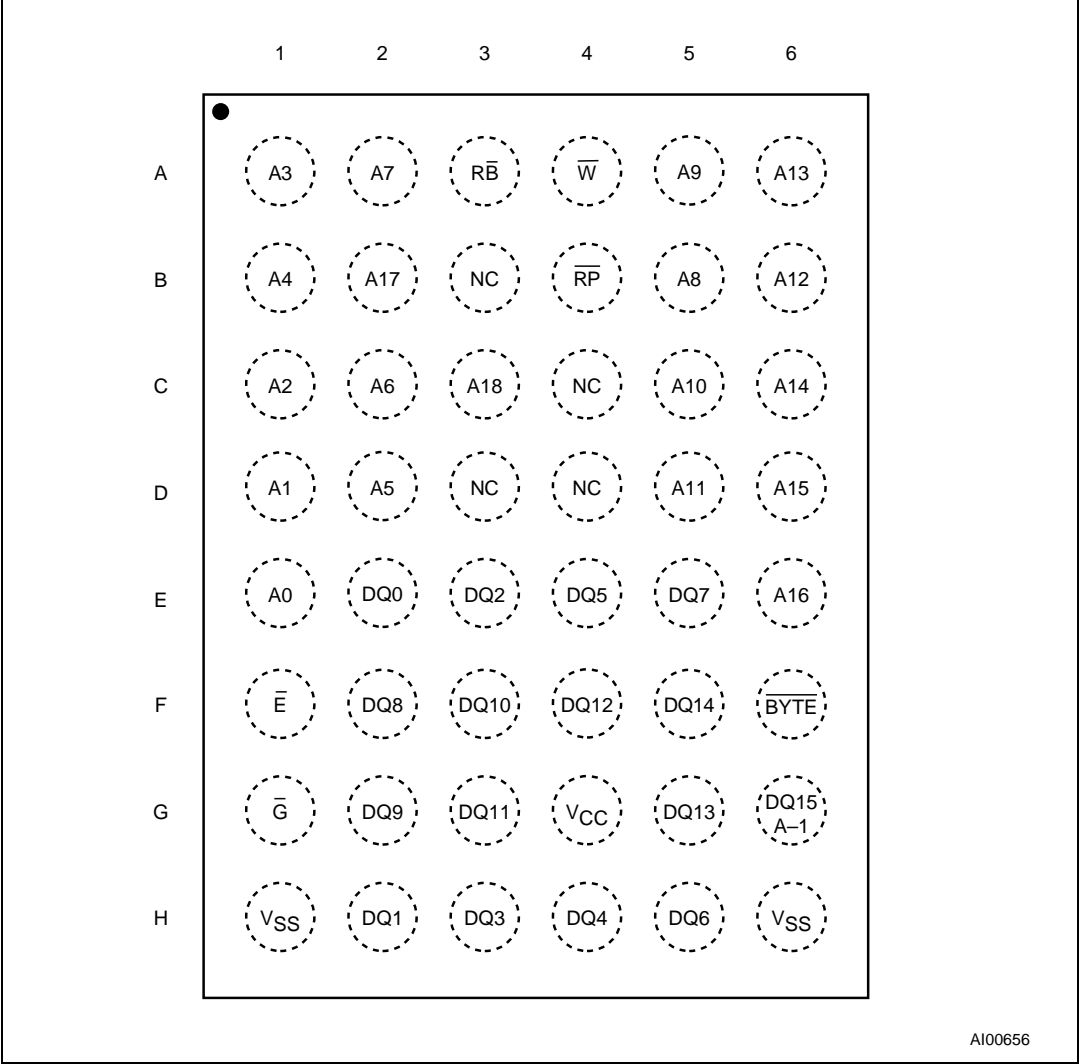 1 2 3 4 5 6
A A3 A7 RB̅ W̅ A9 A13
B A4 A17 NC R̅P̅ A8 A12
C A2 A6 A18 NC A10 A14
D A1 A5 NC NC A11 A15
E A0 DQ0 DQ2 DQ5 DQ7 A16
F E̅ DQ8 DQ10 DQ12 DQ14 B̅Y̅T̅E̅
G G̅ DQ9 DQ11 VCC DQ13 DQ15
A–1
H VSS DQ1 DQ3 DQ4 DQ6 VSS
AI00656